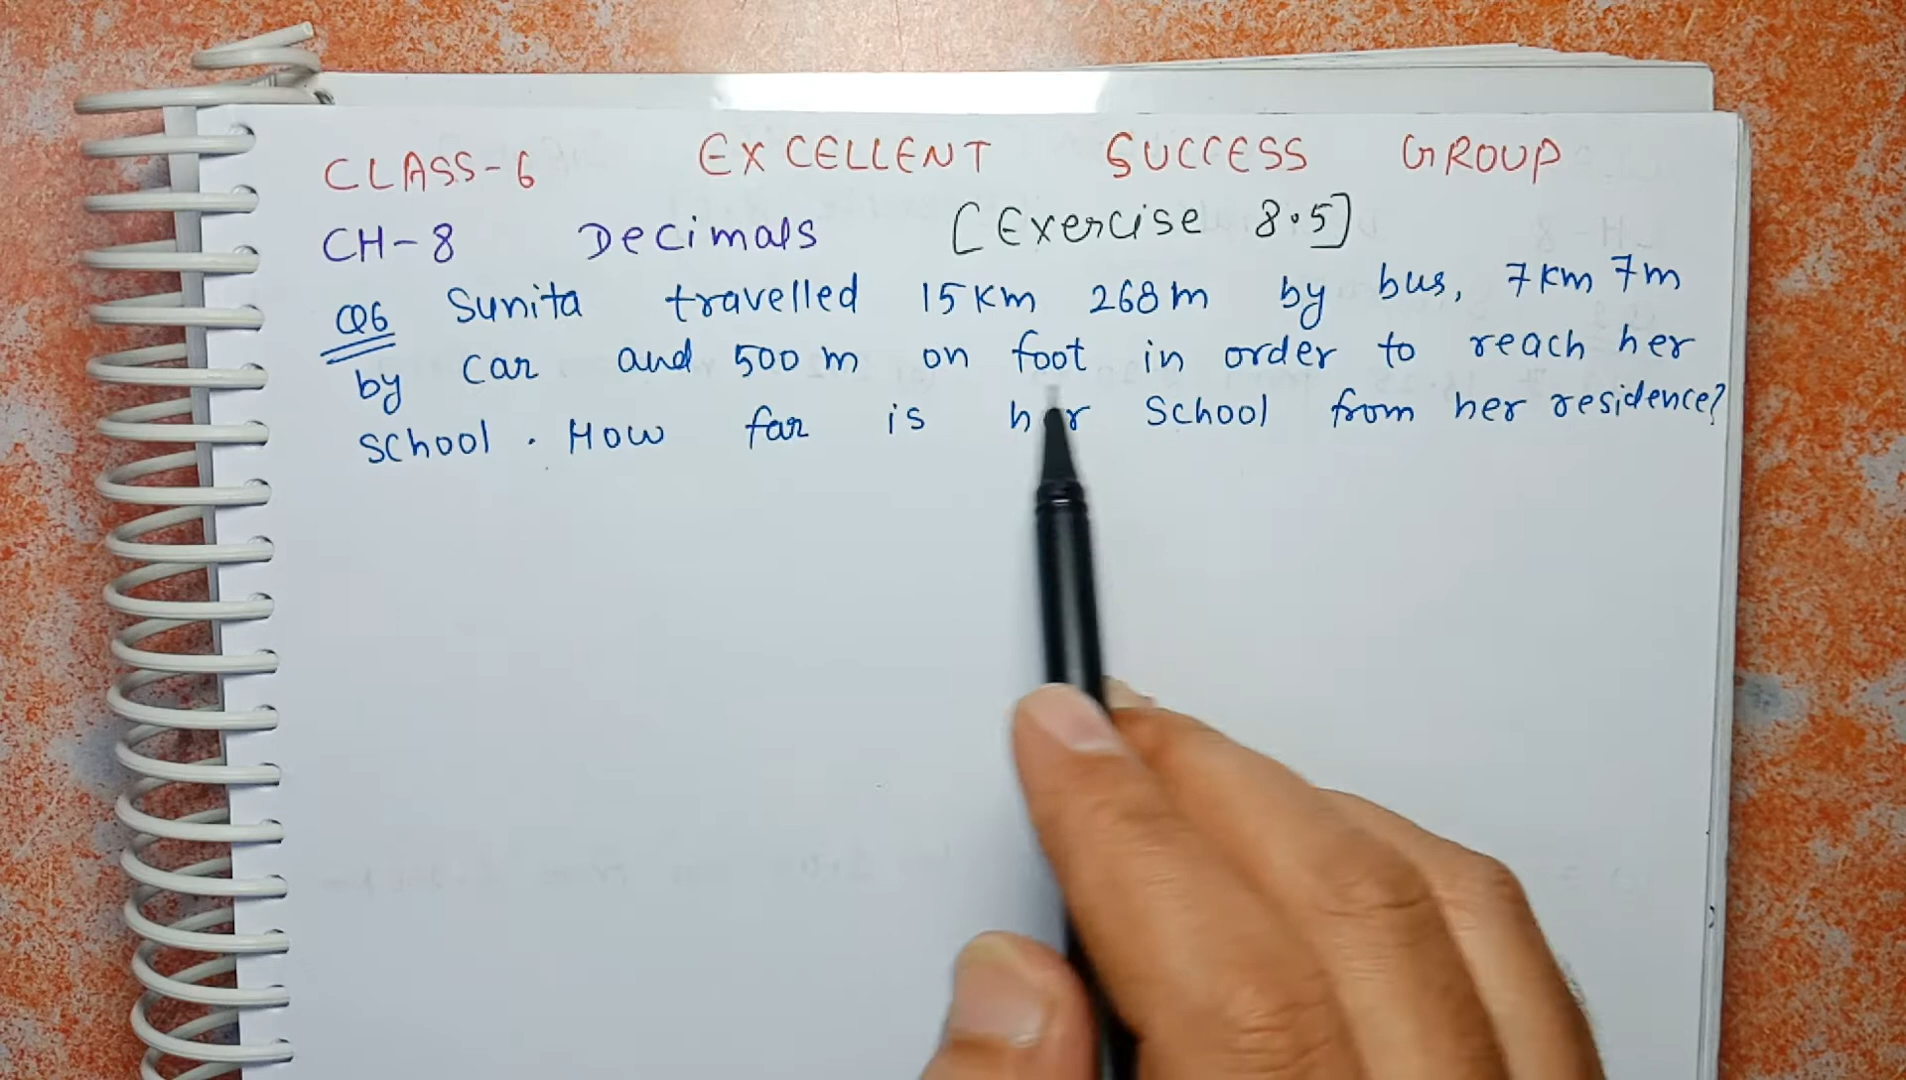 CLASS-6 EXCELLENT SUCCESS GROUP
CH-8 Decimals [Exercise 8.5]
Q6 Sunita travelled 15 Km 268 m by bus, 7 Km 7m
by car and 500 m on foot in order to reach her
school. How far is her School from her residence?